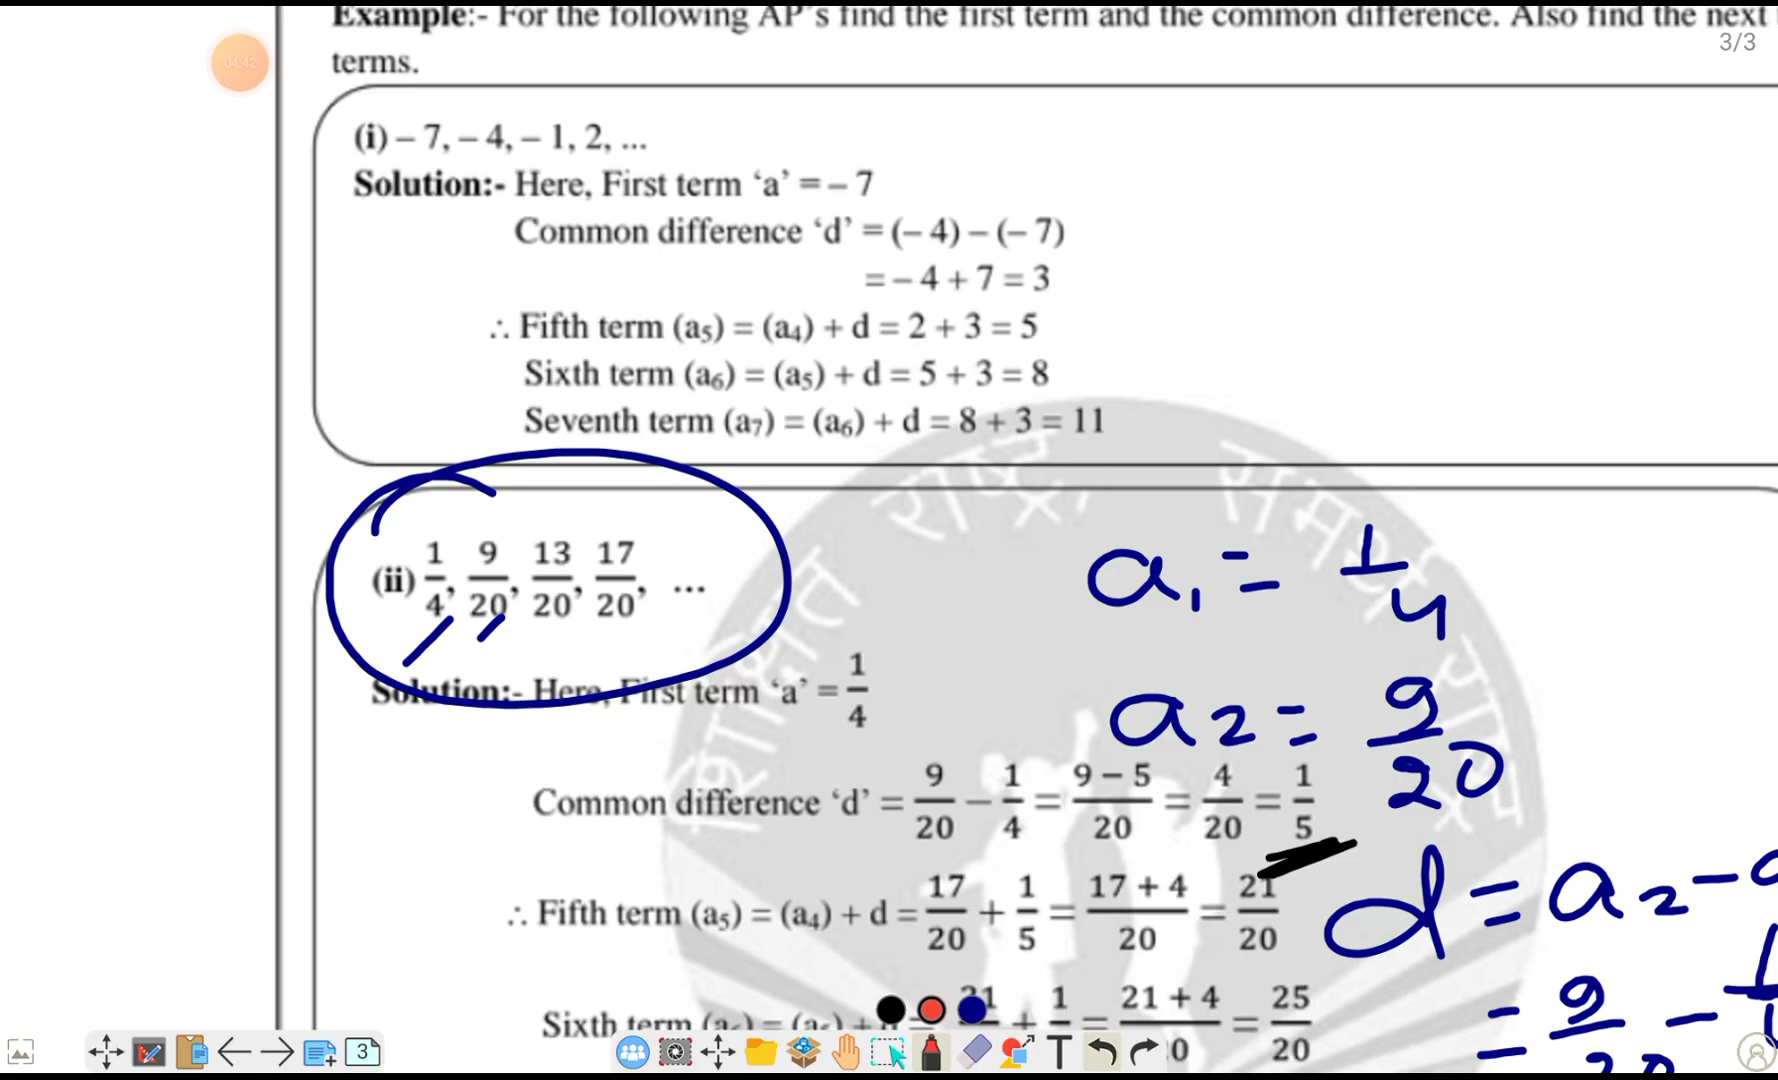 Example:- For the following AP's find the first term and the common difference. Also find the next
3/3
terms.
04:42
(i) – 7, – 4, – 1, 2, ...
Solution:- Here, First term ‘a’ = – 7
Common difference ‘d’ = (– 4) – (– 7)
= – 4 + 7 = 3
∴ Fifth term (a₅) = (a₄) + d = 2 + 3 = 5
Sixth term (a₆) = (a₅) + d = 5 + 3 = 8
Seventh term (a₇) = (a₆) + d = 8 + 3 = 11
राष्ट्र, समर्थ
शिक्षित
(ii) 1/4, 9/20, 13/20, 17/20, ...
a₁ = 1/4
Solution:- Here, First term ‘a’ = 1/4
a₂ = 9/20
Common difference ‘d’ = 9/20 – 1/4 = (9 – 5)/20 = 4/20 = 1/5
∴ Fifth term (a₅) = (a₄) + d = 17/20 + 1/5 = (17 + 4)/20 = 21/20
d = a₂ –
= 9/20 –
Sixth term + 1 = 21 + 4 = 25/20
3
T